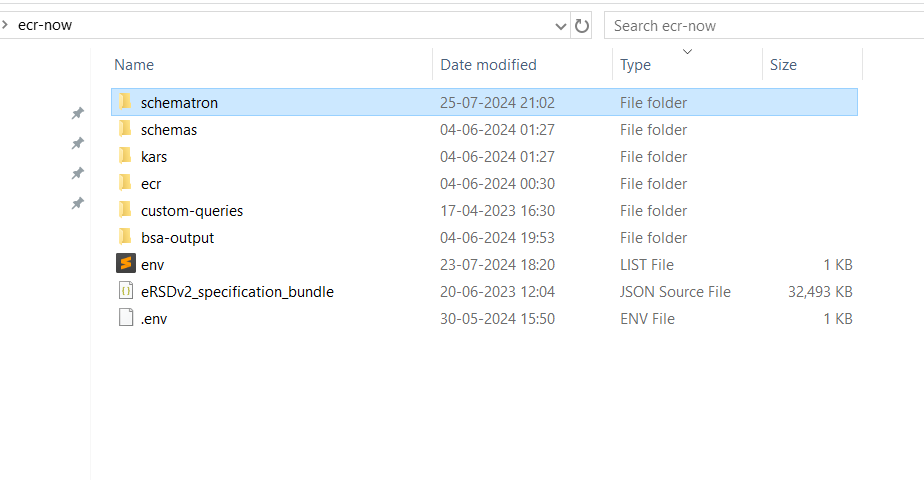 ecr-now
Search ecr-now
Name Date modified Type Size
schematron 25-07-2024 21:02 File folder
schemas 04-06-2024 01:27 File folder
kars 04-06-2024 01:27 File folder
ecr 04-06-2024 00:30 File folder
custom-queries 17-04-2023 16:30 File folder
bsa-output 04-06-2024 19:53 File folder
env 23-07-2024 18:20 LIST File 1 KB
eRSDv2_specification_bundle 20-06-2023 12:04 JSON Source File 32,493 KB
.env 30-05-2024 15:50 ENV File 1 KB